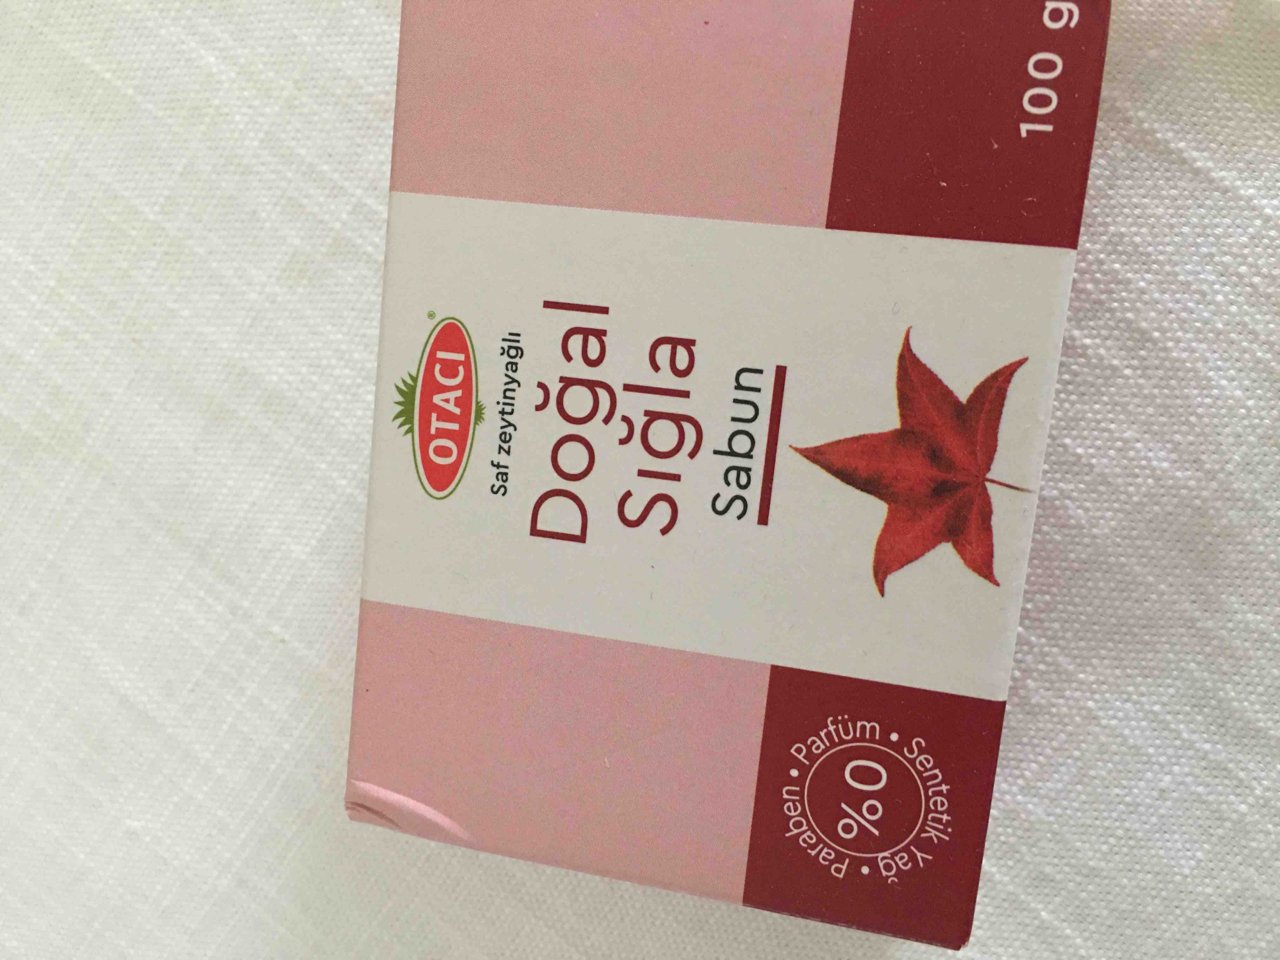 OTACI®
Saf zeytinyağlı
Doğal
Sığla
Sabun
%0
Paraben • Parfüm • Sentetik Yağ •
100 g